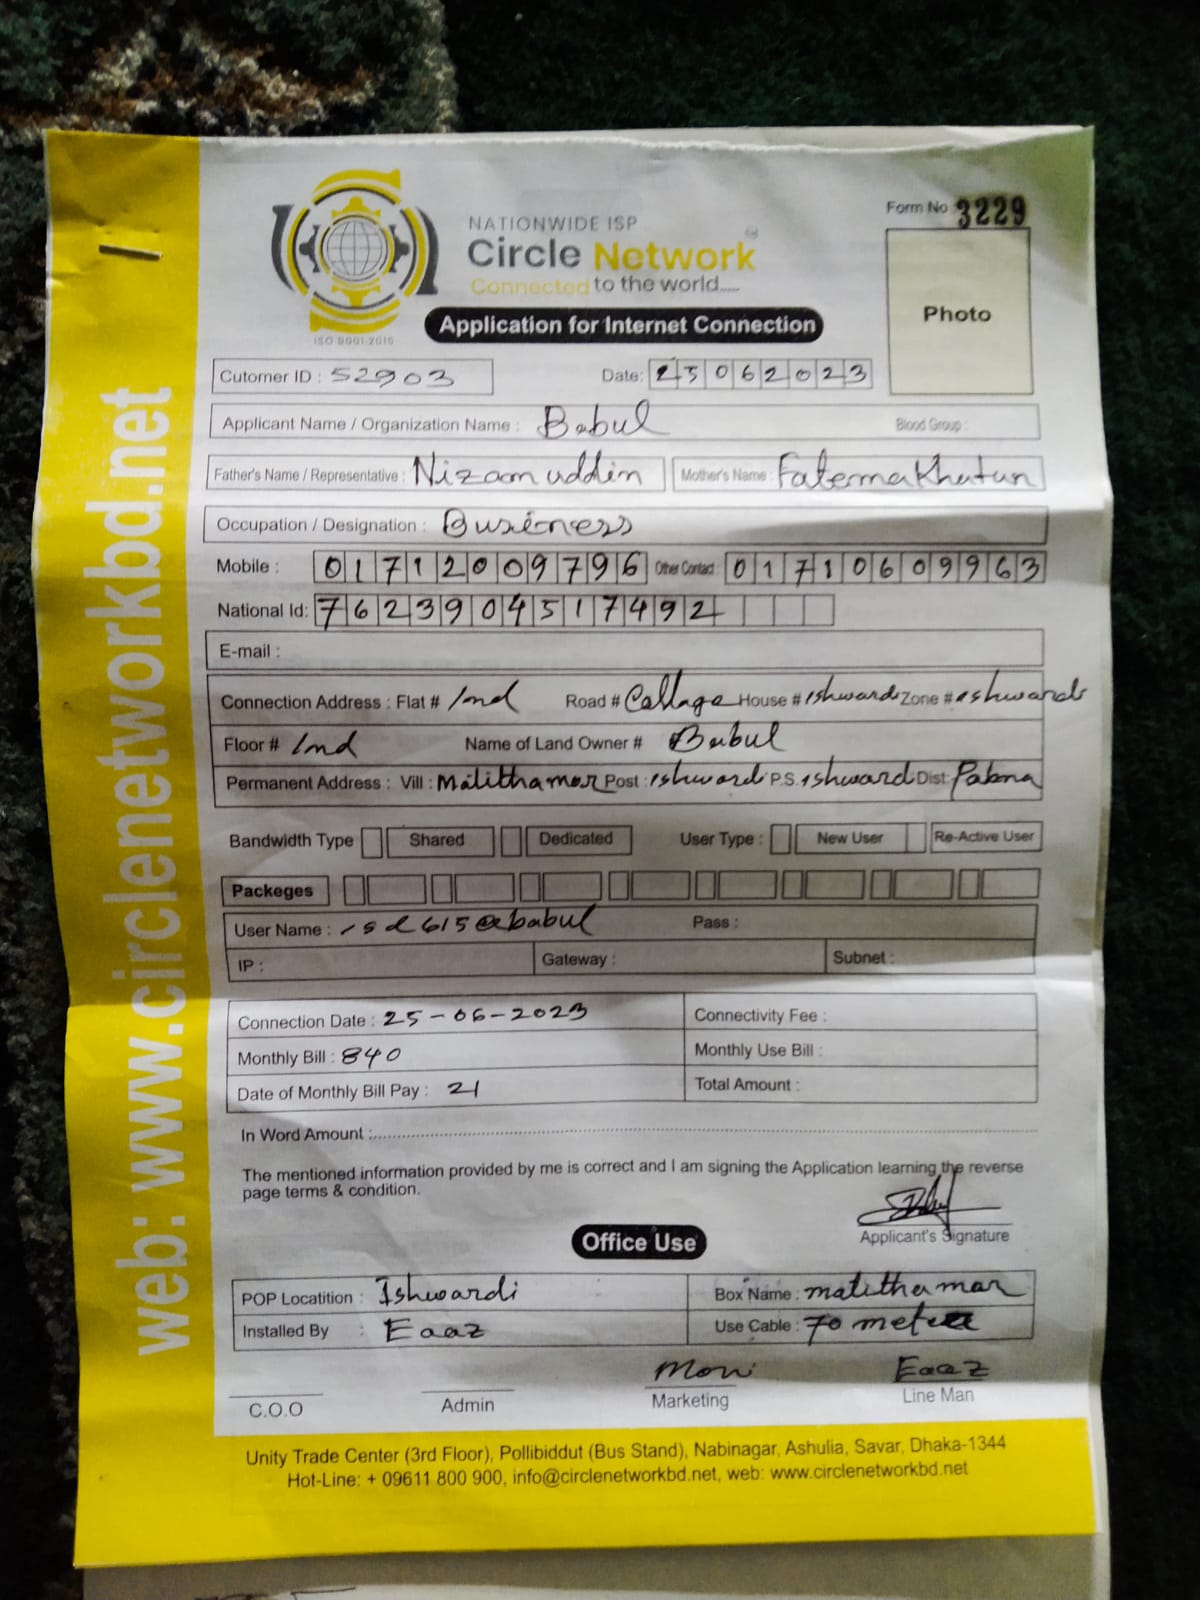 NATIONWIDE ISP
Circle Network
Connected to the world.....
ISO 9001:2015
Form No 3229
Photo
Application for Internet Connection
Cutomer ID : 52903 Date: 25062023
Applicant Name / Organization Name : Babul Blood Group :
Father's Name / Representative : Nizamuddin Mother's Name : Fatema Khatun
Occupation / Designation : Business
Mobile : 01712009796 Other Contact : 01710609963
National Id: 7623904517492
E-mail :
Connection Address : Flat # 1nd Road # Collage House # ishwardi Zone # ishwardi
Floor # 1nd Name of Land Owner # Babul
Permanent Address : Vill : Malithamor Post : ishwardi P.S. ishwardi Dist: Pabna
Bandwidth Type Shared Dedicated User Type : New User Re-Active User
Packeges
User Name : isd615@babul Pass :
IP : Gateway : Subnet :
Connection Date : 25-06-2023 Connectivity Fee :
Monthly Bill : 840 Monthly Use Bill :
Date of Monthly Bill Pay : 21 Total Amount :
In Word Amount :
The mentioned information provided by me is correct and I am signing the Application learning the reverse
page terms & condition.
Applicant's Signature
Office Use
POP Locatition : Ishwardi Box Name : malithamar
Installed By : Eaaz Use Cable : 70 meter
Moni Eaaz
C.O.O Admin Marketing Line Man
Unity Trade Center (3rd Floor), Pollibiddut (Bus Stand), Nabinagar, Ashulia, Savar, Dhaka-1344
Hot-Line: + 09611 800 900, info@circlenetworkbd.net, web: www.circlenetworkbd.net
web: www.circlenetworkbd.net